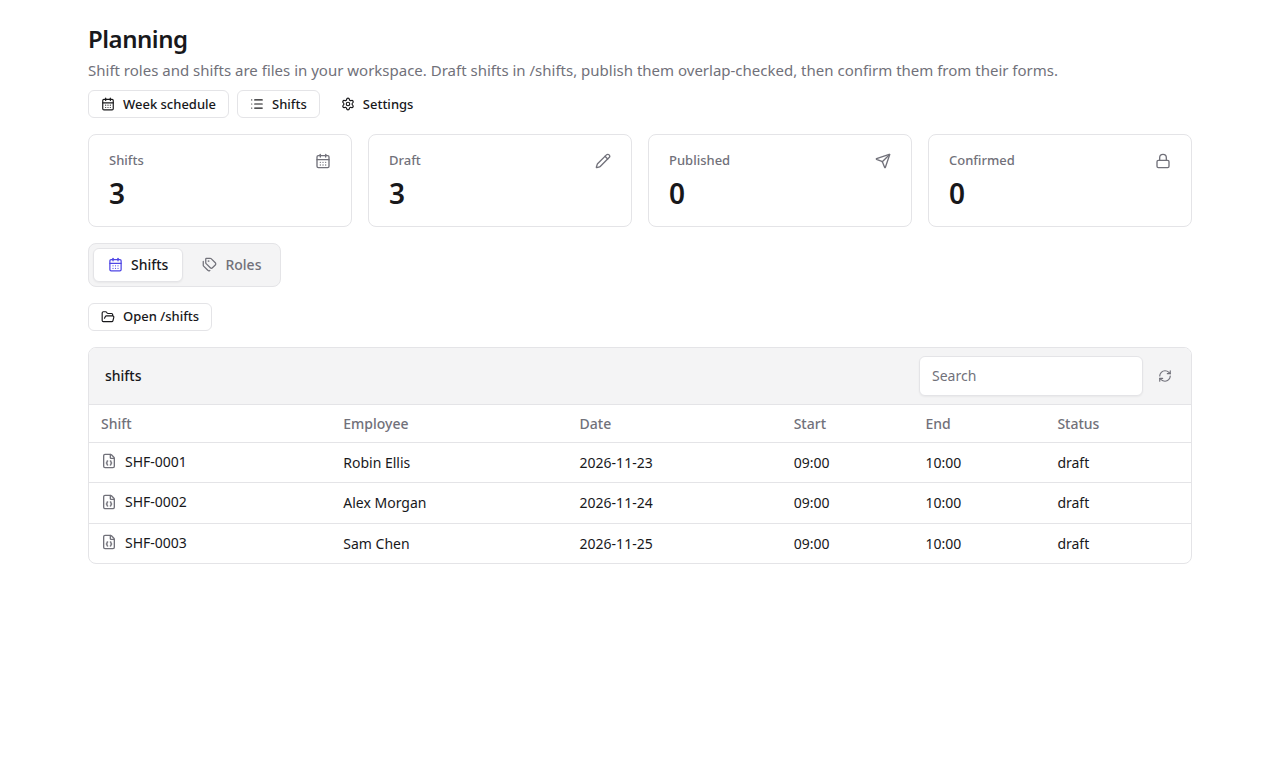 Planning
Shift roles and shifts are files in your workspace. Draft shifts in /shifts, publish them overlap-checked, then confirm them from their forms.
Week schedule Shifts Settings
Shifts Draft Published Confirmed
3 3 0 0
Shifts Roles
Open /shifts
shifts Search
Shift Employee Date Start End Status
SHF-0001 Robin Ellis 2026-11-23 09:00 10:00 draft
SHF-0002 Alex Morgan 2026-11-24 09:00 10:00 draft
SHF-0003 Sam Chen 2026-11-25 09:00 10:00 draft